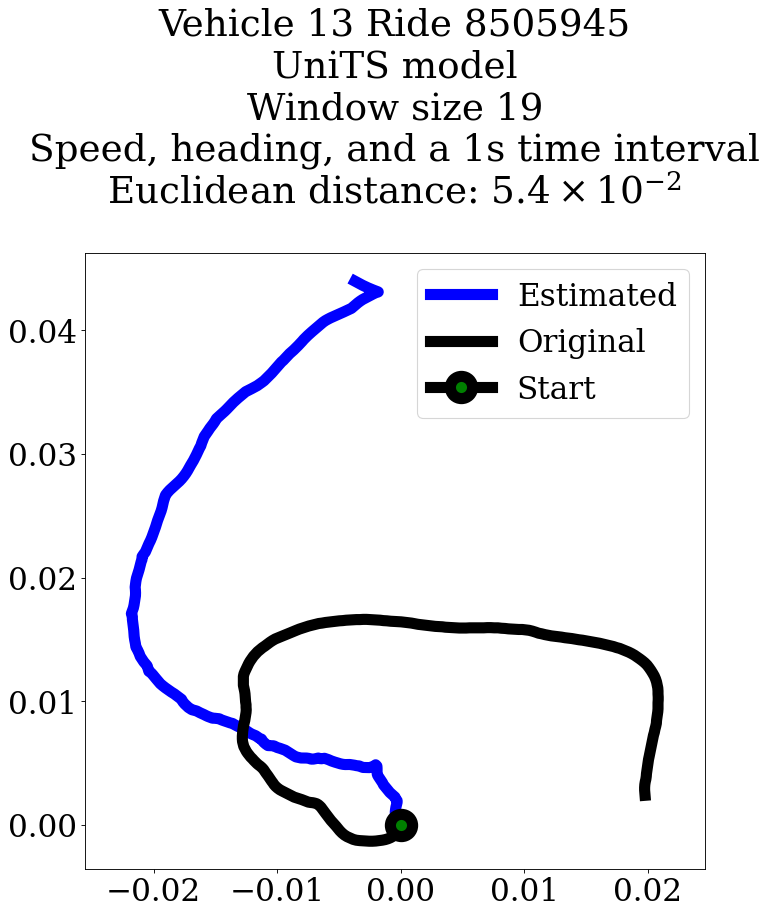 Vehicle 13 Ride 8505945
UniTS model
Window size 19
Speed, heading, and a 1s time interval
Euclidean distance: 5.4 × 10⁻²
Estimated
Original
Start
0.04
0.03
0.02
0.01
0.00
−0.02 −0.01 0.00 0.01 0.02